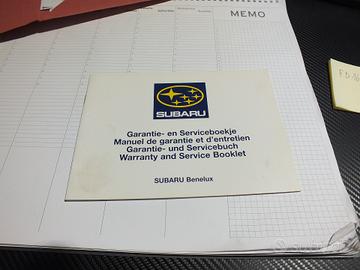 MEMO
SUBARU
Garantie- en Serviceboekje
Manuel de garantie et d'entretien
Garantie- und Servicebuch
Warranty and Service Booklet
SUBARU Benelux